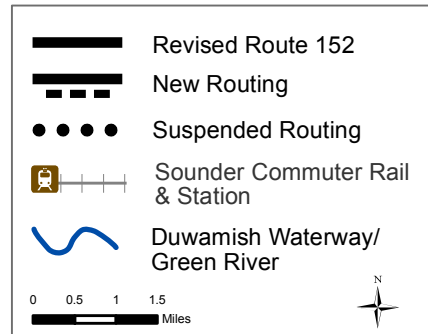 Revised Route 152
New Routing
Suspended Routing
Sounder Commuter Rail
& Station
Duwamish Waterway/
Green River
0 0.5 1 1.5
Miles
N